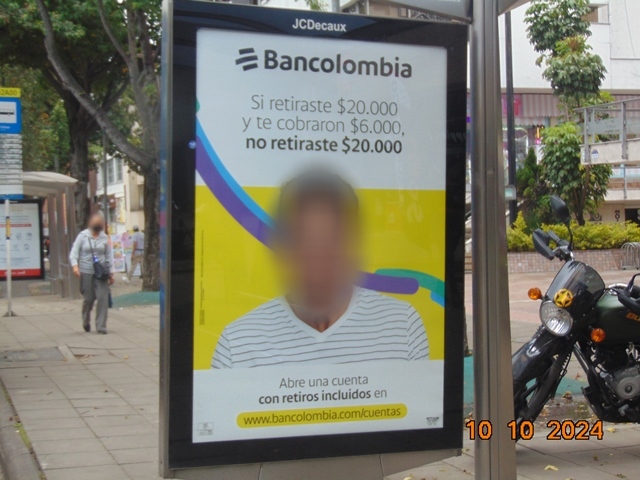 JCDecaux
Bancolombia
Si retiraste $20.000
y te cobraron $6.000,
no retiraste $20.000
Abre una cuenta
con retiros incluidos en
www.bancolombia.com/cuentas
10 10 2024